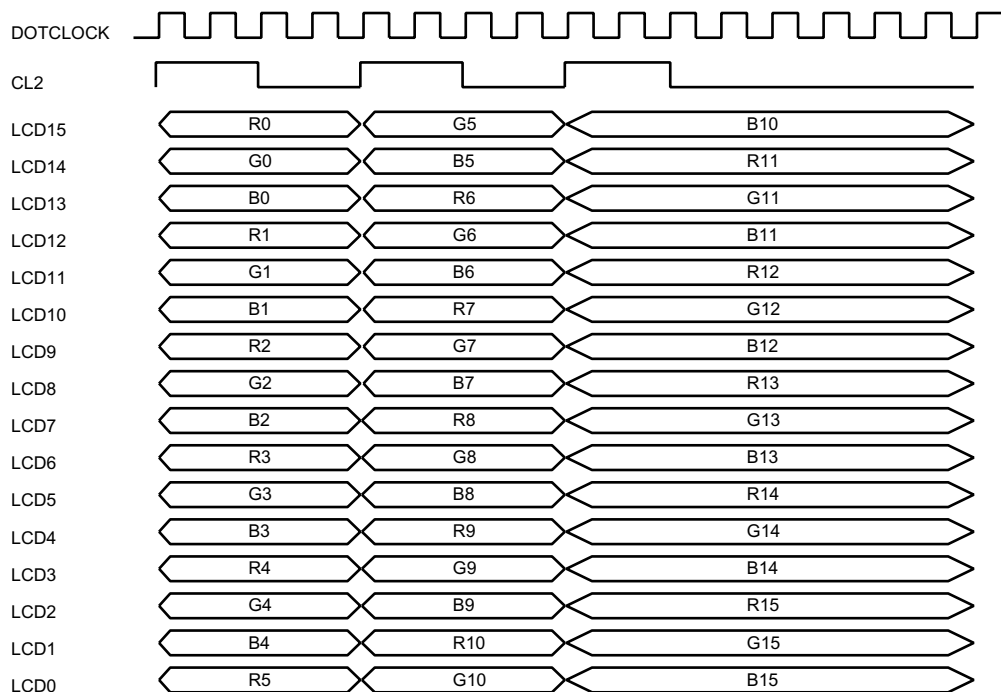 DOTCLOCK
CL2
LCD15 R0 G5 B10
LCD14 G0 B5 R11
LCD13 B0 R6 G11
LCD12 R1 G6 B11
LCD11 G1 B6 R12
LCD10 B1 R7 G12
LCD9 R2 G7 B12
LCD8 G2 B7 R13
LCD7 B2 R8 G13
LCD6 R3 G8 B13
LCD5 G3 B8 R14
LCD4 B3 R9 G14
LCD3 R4 G9 B14
LCD2 G4 B9 R15
LCD1 B4 R10 G15
LCD0 R5 G10 B15